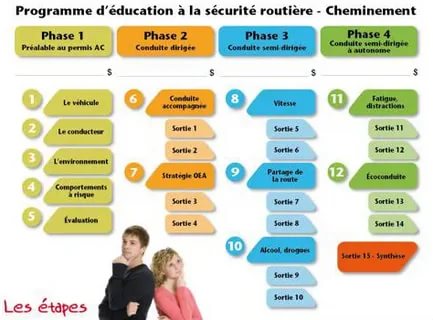 Programme d'éducation à la sécurité routière - Cheminement
Phase 1
Préalable au permis AC
$
Phase 2
Conduite dirigée
$
Phase 3
Conduite semi-dirigée
$
Phase 4
Conduite semi-dirigée
à autonome
$
1 Le véhicule
2 Le conducteur
3 L'environnement
4 Comportements
à risque
5 Évaluation
6 Conduite
accompagnée
Sortie 1
Sortie 2
7 Stratégie OEA
Sortie 3
Sortie 4
8 Vitesse
Sortie 5
Sortie 6
9 Partage de
la route
Sortie 7
Sortie 8
10 Alcool, drogues
Sortie 9
Sortie 10
11 Fatigue,
distractions
Sortie 11
Sortie 12
12 Écoconduite
Sortie 13
Sortie 14
Sortie 15 - Synthèse
Les étapes